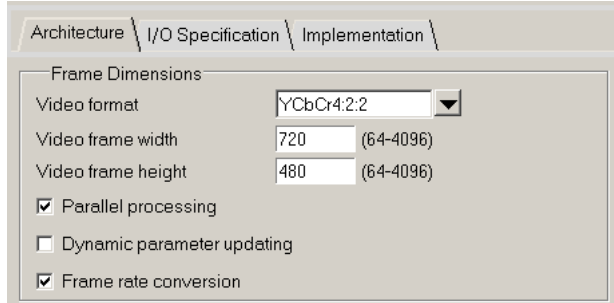 Architecture I/O Specification Implementation
Frame Dimensions
Video format YCbCr4:2:2
Video frame width 720 (64-4096)
Video frame height 480 (64-4096)
Parallel processing
Dynamic parameter updating
Frame rate conversion